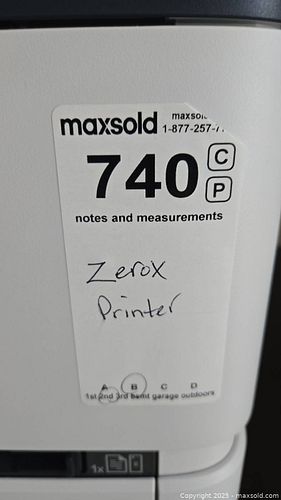 maxsold
1-877-257-
740 C
P
notes and measurements
Zerox
Printer
A B C D
1st 2nd 3rd bsmt garage outdoors
1x
Copyright 2025 - maxsold.com